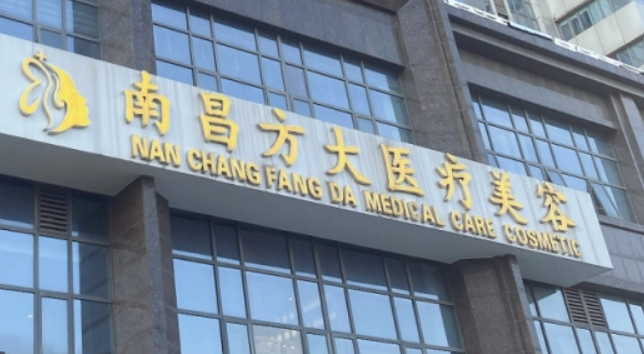 南昌方大医疗美容
NAN CHANG FANG DA MEDICAL CARE COSMETIC